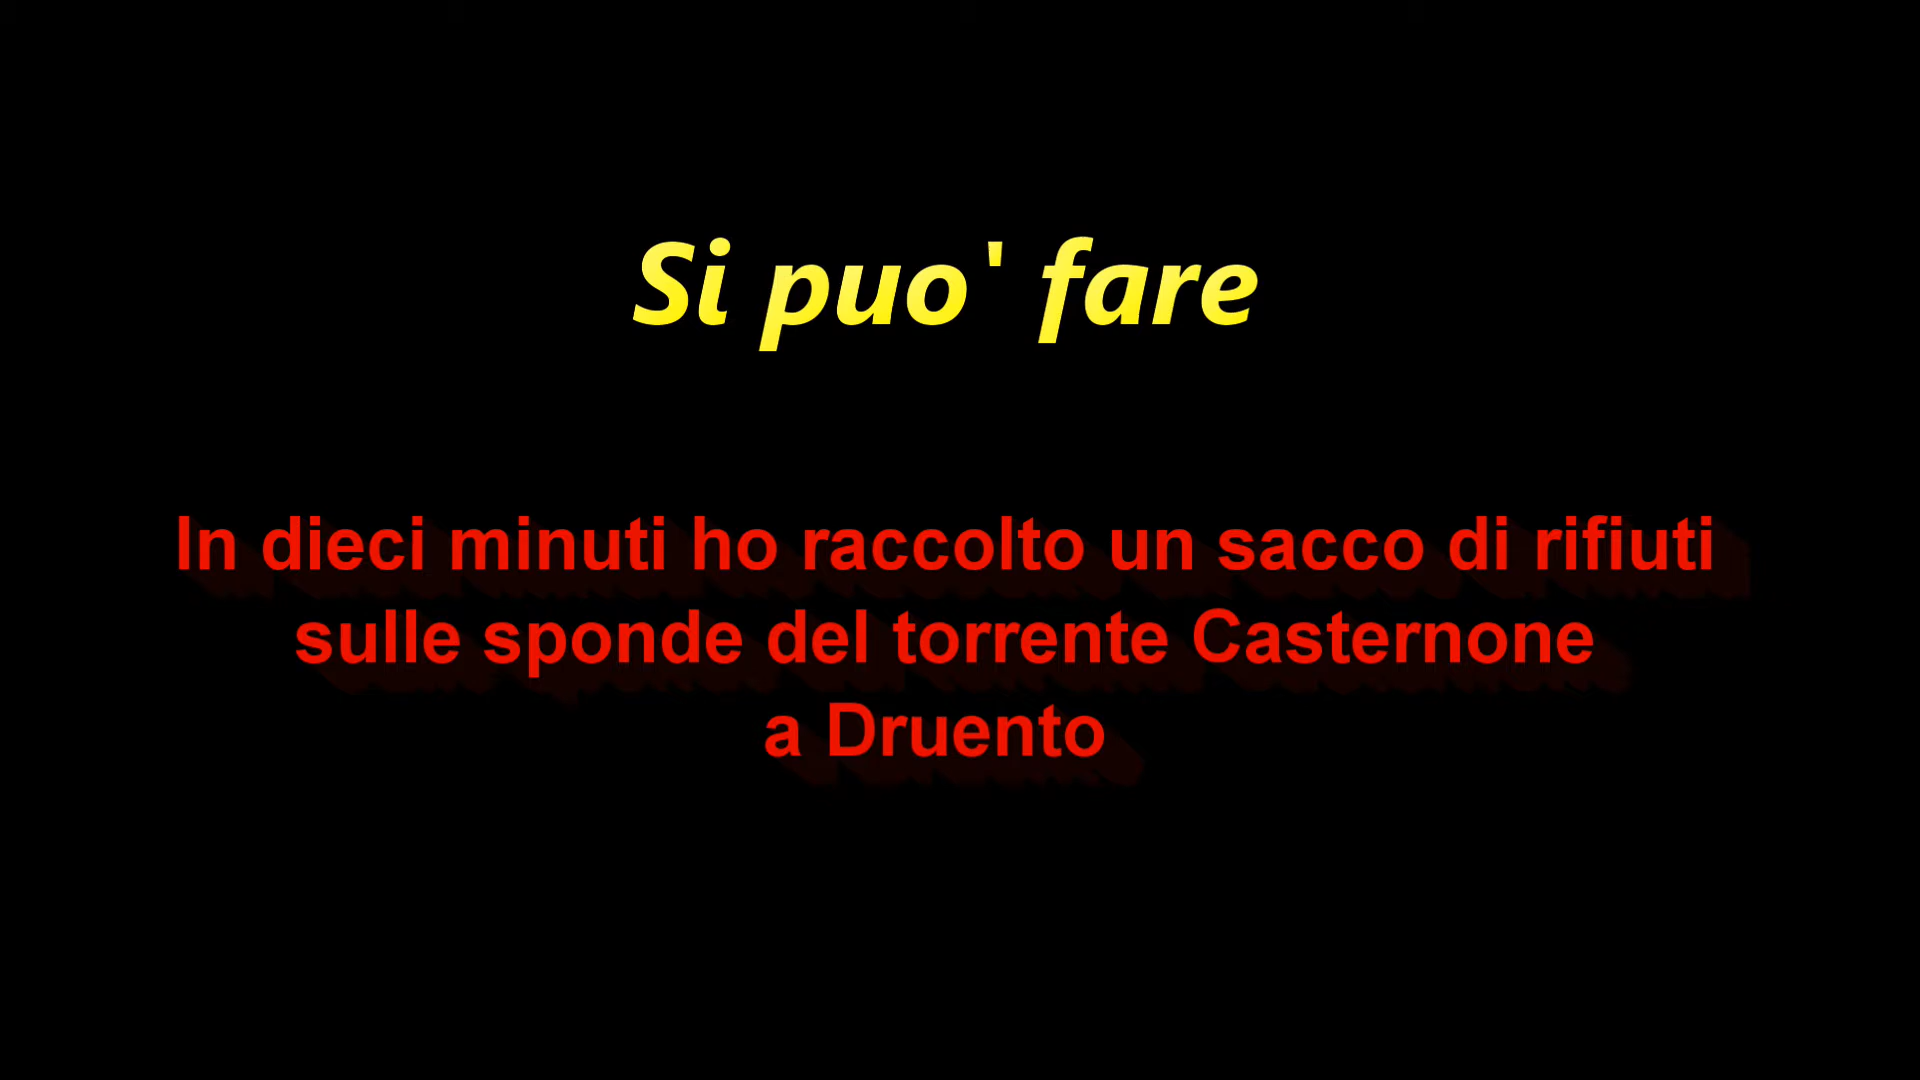 Si puo' fare
In dieci minuti ho raccolto un sacco di rifiuti
sulle sponde del torrente Casternone
a Druento